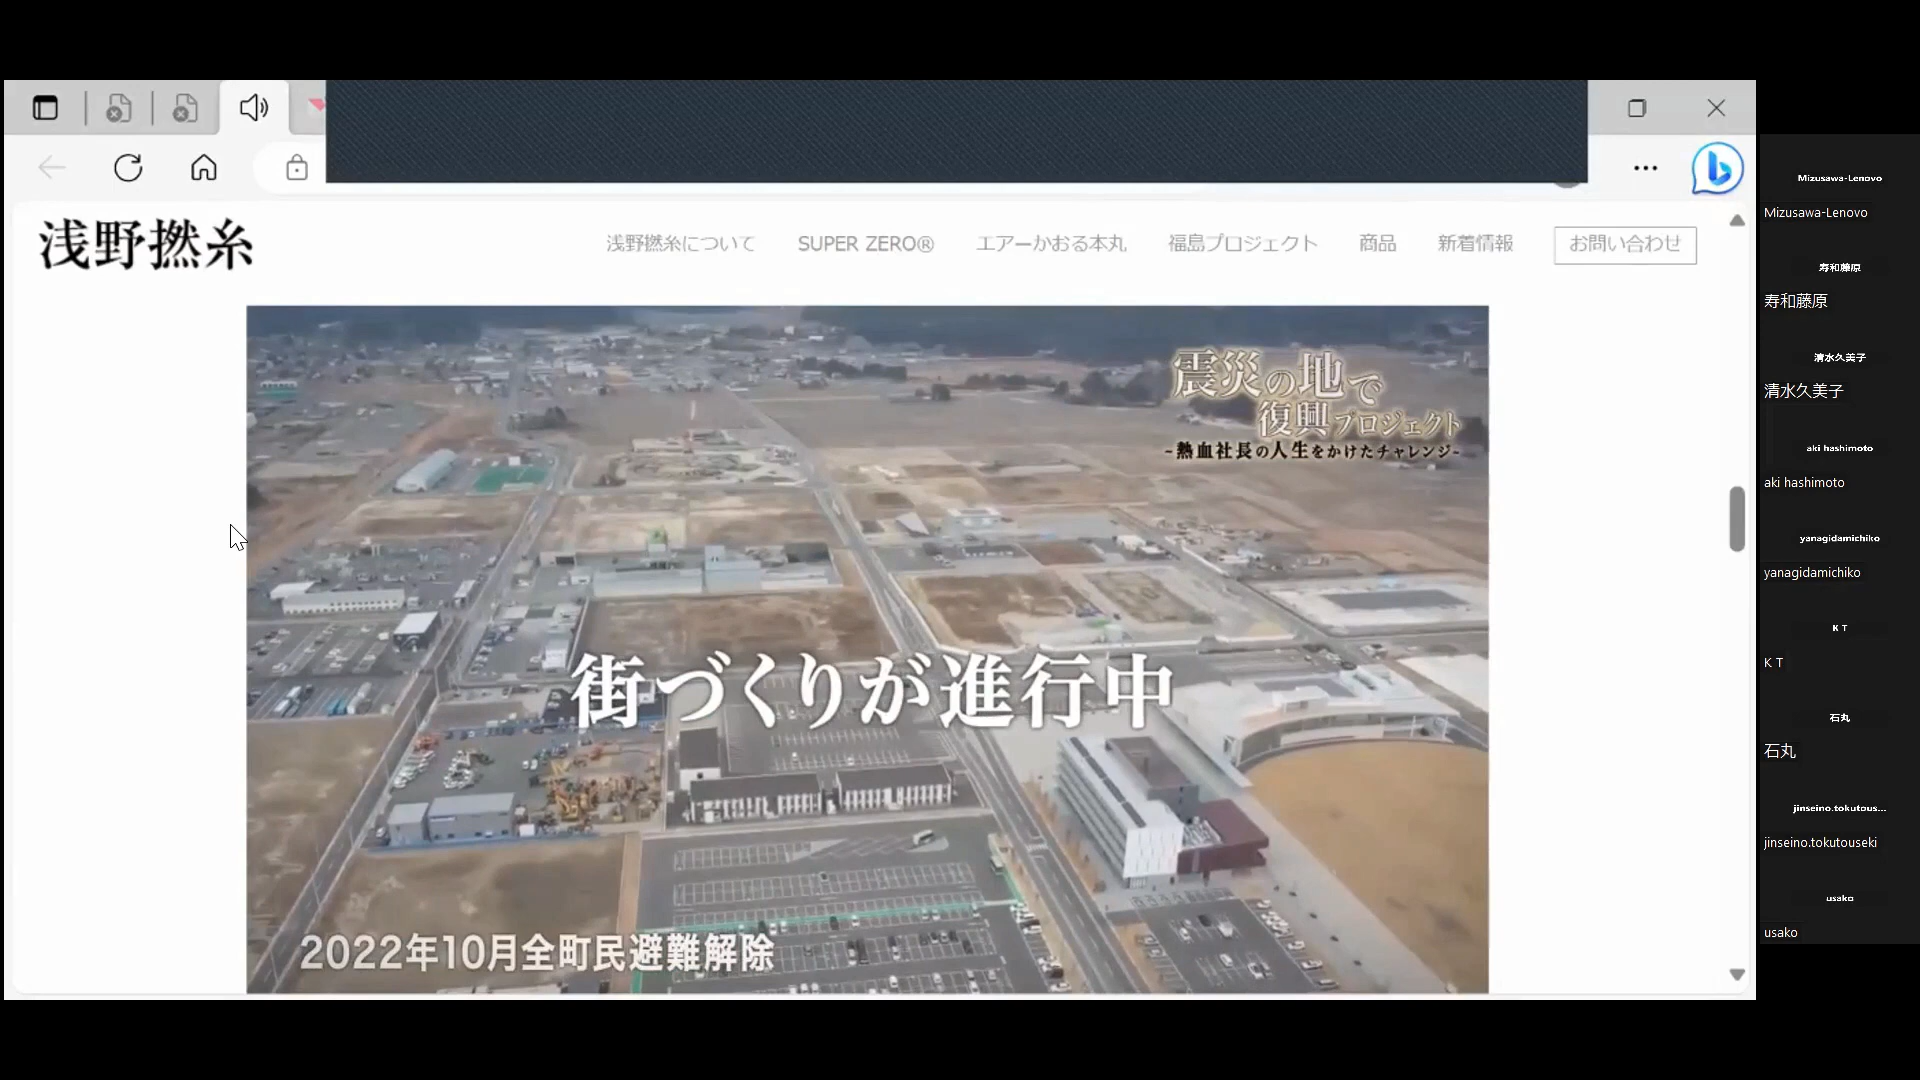 浅野撚糸
浅野撚糸について
SUPER ZERO®
エアーかおる本丸
福島プロジェクト
商品
新着情報
お問い合わせ
震災の地で
復興プロジェクト
-熱血社長の人生をかけたチャレンジ-
街づくりが進行中
2022年10月全町民避難解除
Mizusawa-Lenovo
Mizusawa-Lenovo
寿和藤原
寿和藤原
清水久美子
清水久美子
aki hashimoto
aki hashimoto
yanagidamichiko
yanagidamichiko
K T
K T
石丸
石丸
jinseino.tokutous...
jinseino.tokutouseki
usako
usako